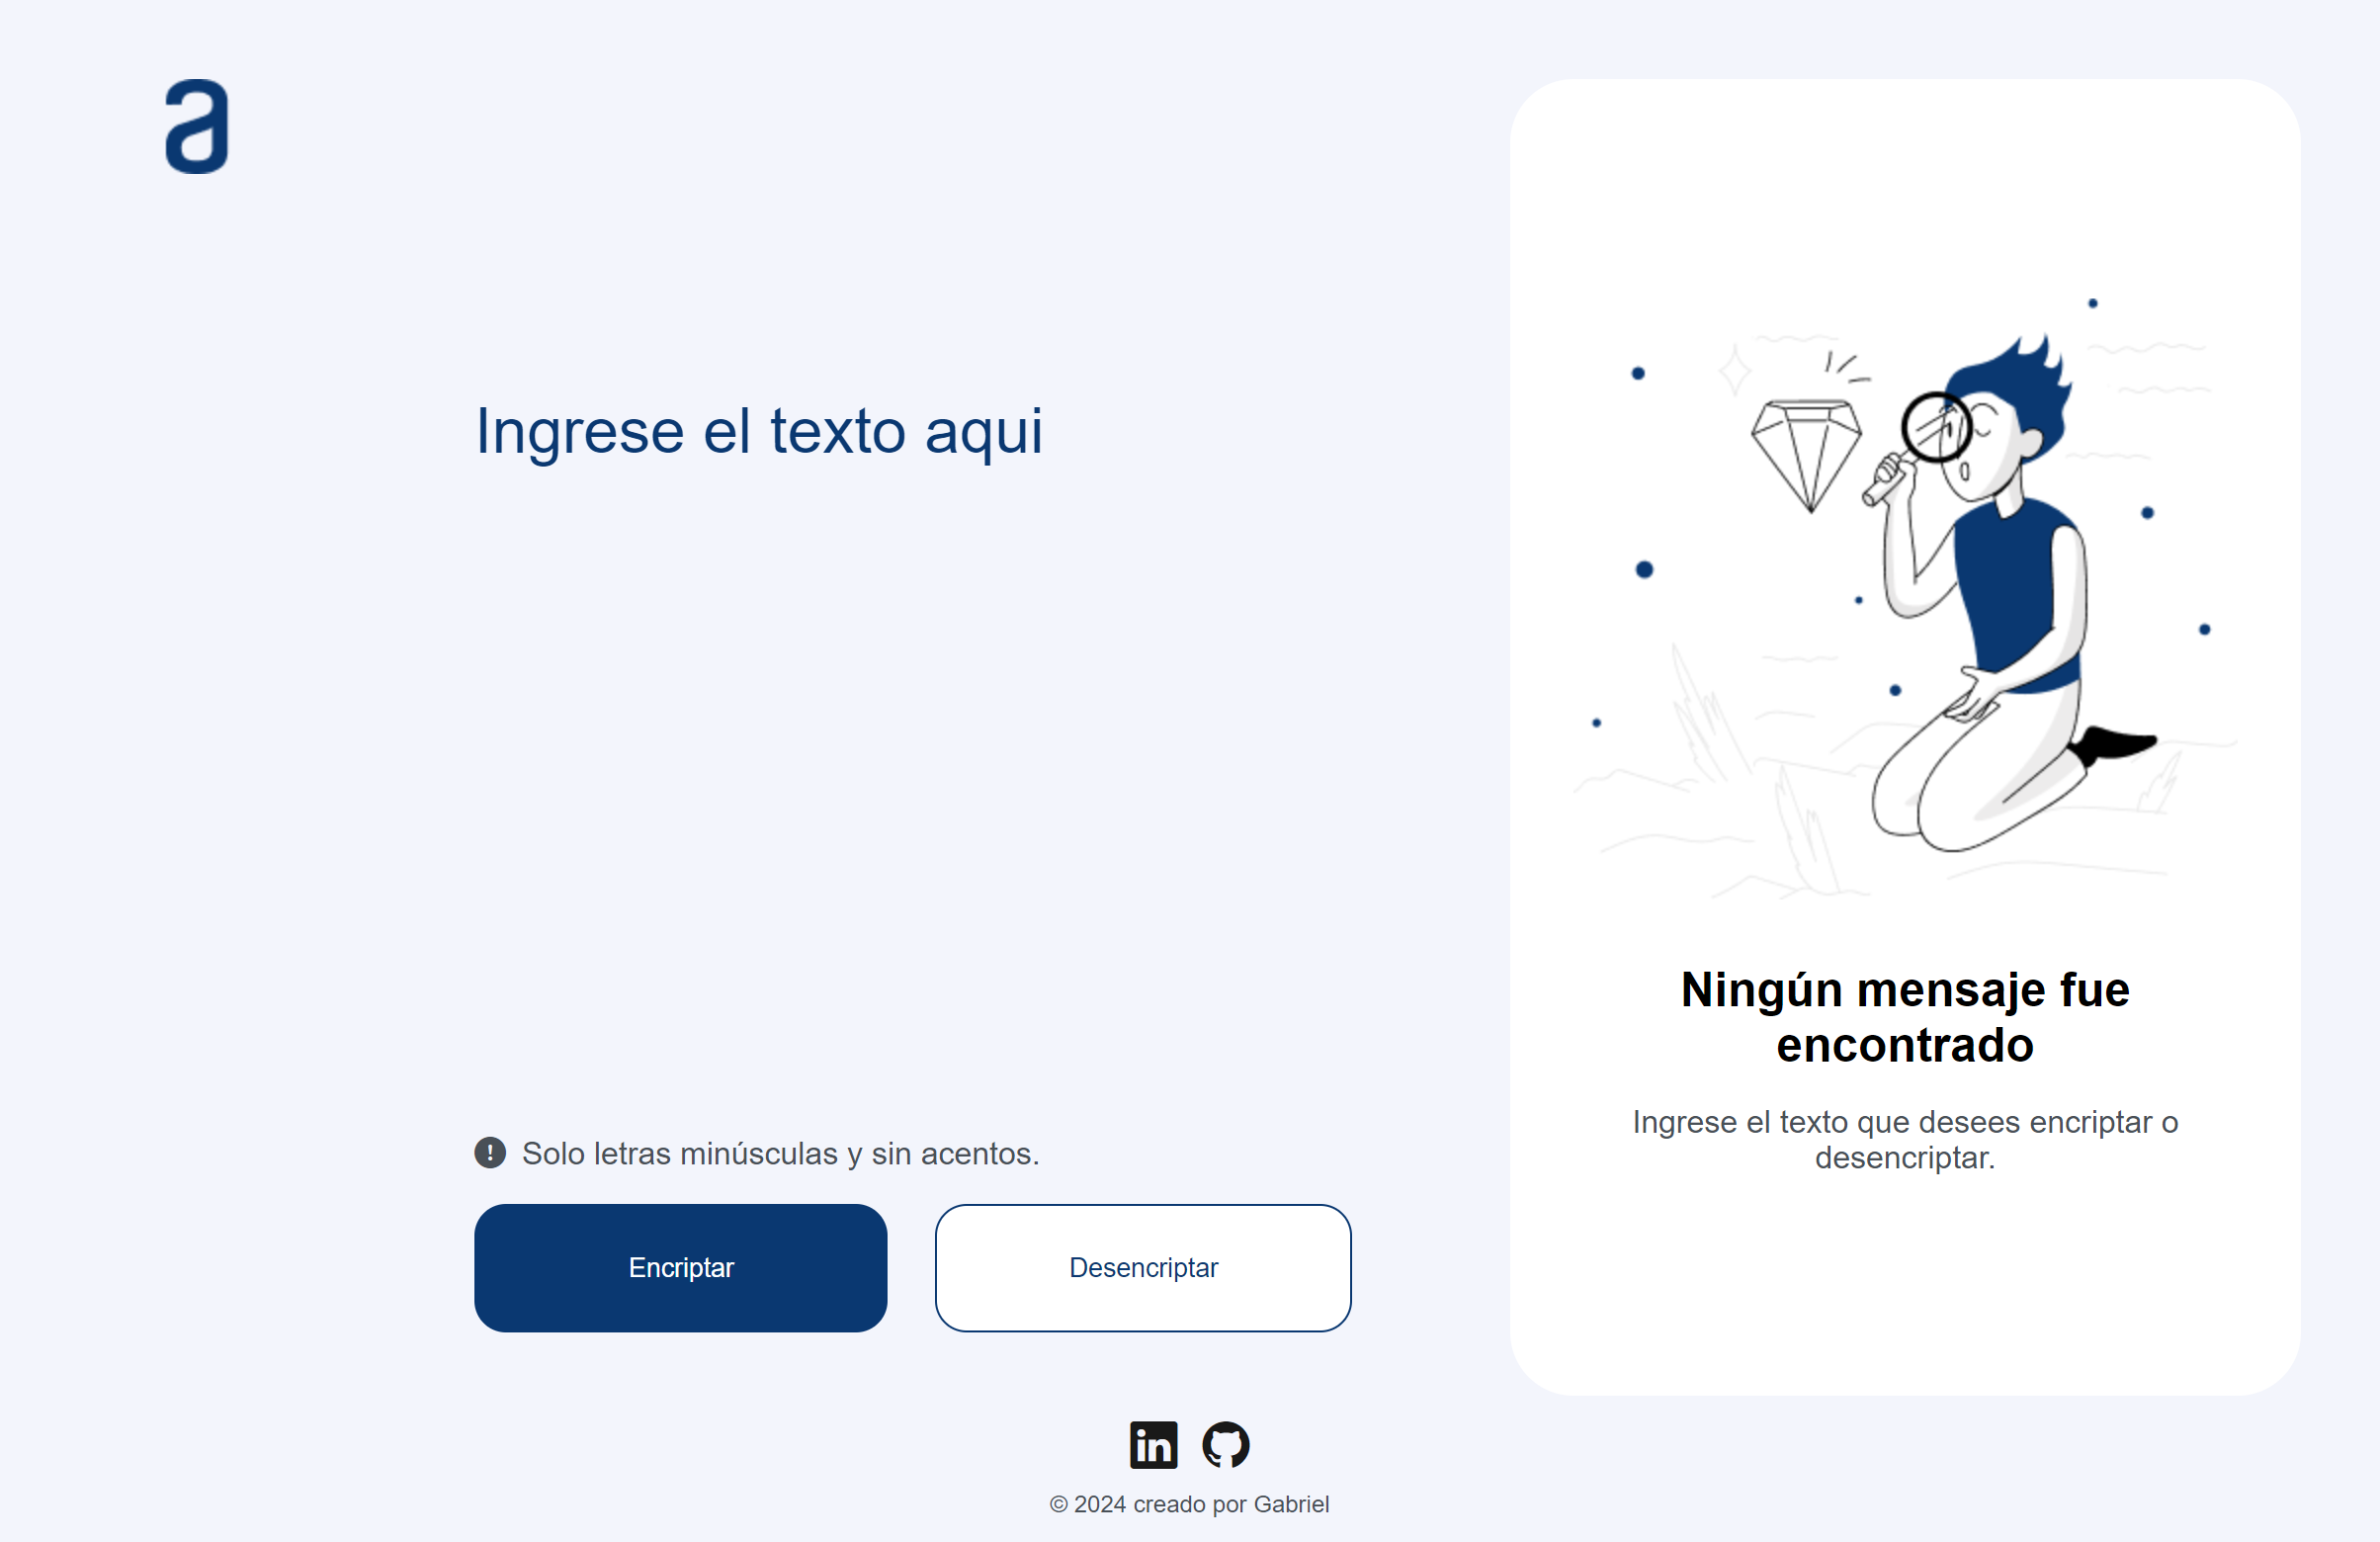 a
Ingrese el texto aqui
Solo letras minúsculas y sin acentos.
Encriptar
Desencriptar
Ningún mensaje fue
encontrado
Ingrese el texto que desees encriptar o
desencriptar.
in
© 2024 creado por Gabriel